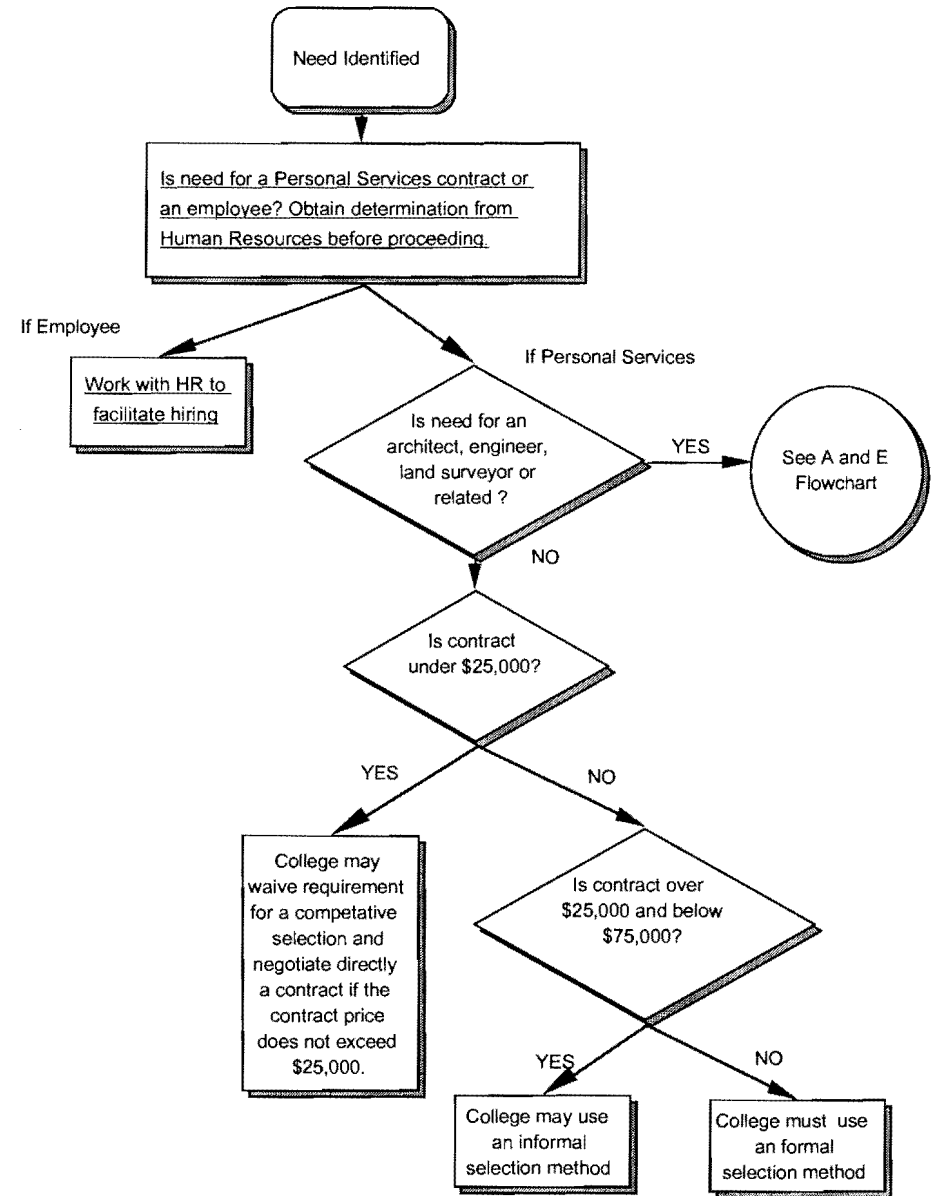 Need Identified
Is need for a Personal Services contract or
an employee? Obtain determination from
Human Resources before proceeding.
If Employee
If Personal Services
Work with HR to
facilitate hiring
Is need for an
architect, engineer,
land surveyor or
related ?
YES
See A and E
Flowchart
NO
Is contract
under $25,000?
YES
NO
College may
waive requirement
for a competative
selection and
negotiate directly
a contract if the
contract price
does not exceed
$25,000.
Is contract over
$25,000 and below
$75,000?
YES
NO
College may use
an informal
selection method
College must use
an formal
selection method